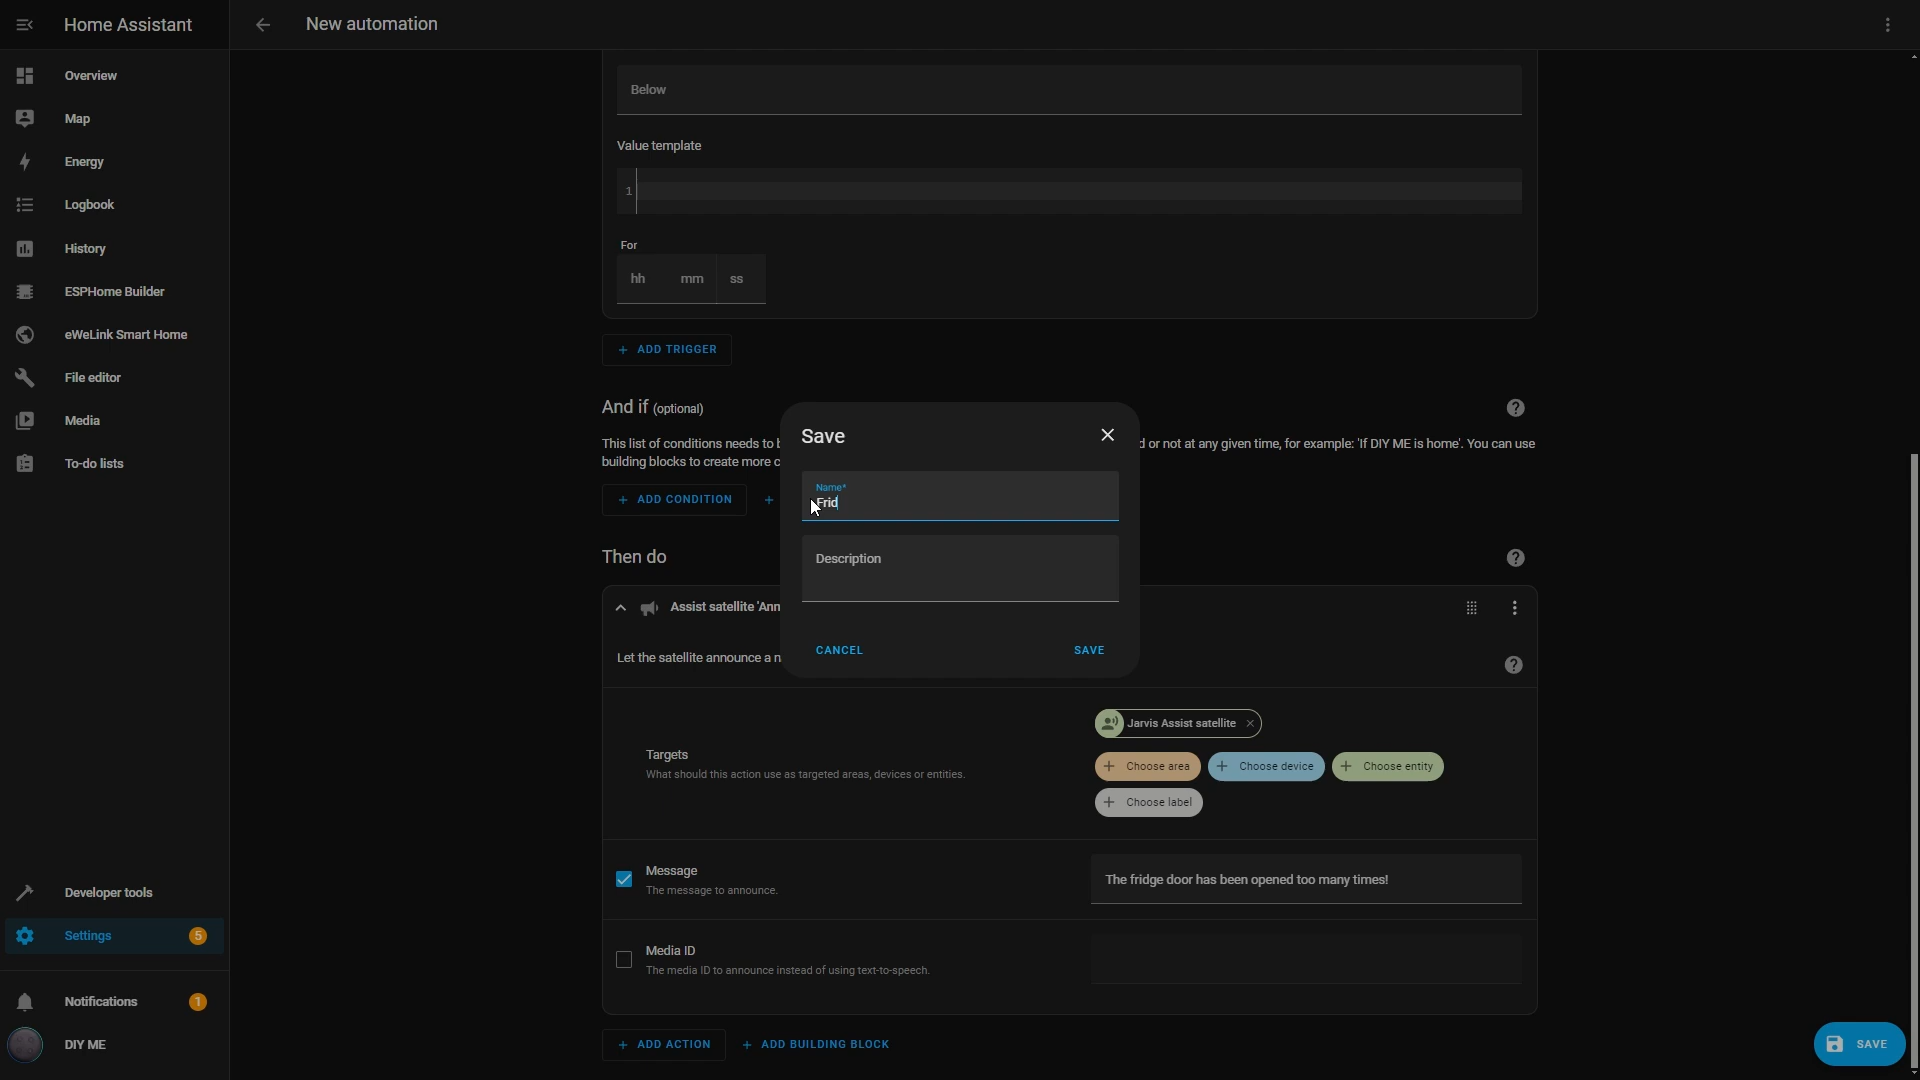 Home Assistant
New automation
Overview
Map
Energy
Logbook
History
ESPHome Builder
eWeLink Smart Home
File editor
Media
To-do lists
Developer tools
Settings
5
Notifications
1
DIY ME
Below
Value template
1
For
hh mm ss
+ ADD TRIGGER
And if (optional)
This list of conditions needs to
d or not at any given time, for example: 'If DIY ME is home'. You can use
building blocks to create more
+ ADD CONDITION +
Save
Name*
Frid
Description
CANCEL
SAVE
Then do
Assist satellite 'Ann
Let the satellite announce a
Targets
What should this action use as targeted areas, devices or entities.
Jarvis Assist satellite
+ Choose area
+ Choose device
+ Choose entity
+ Choose label
Message
The message to announce.
The fridge door has been opened too many times!
Media ID
The media ID to announce instead of using text-to-speech.
+ ADD ACTION
+ ADD BUILDING BLOCK
SAVE